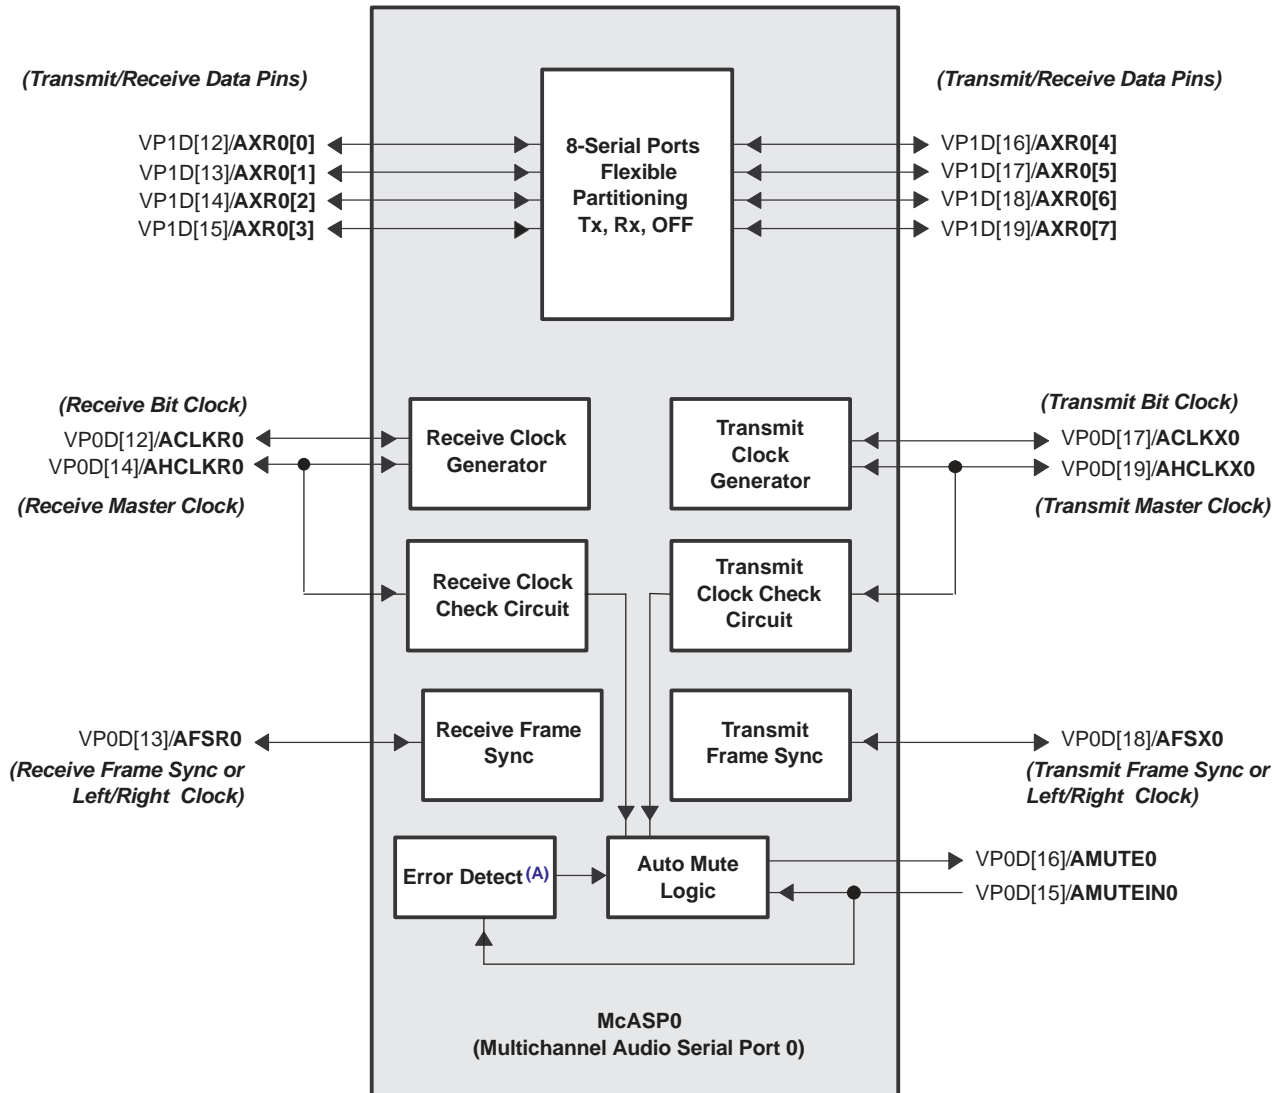 (Transmit/Receive Data Pins)
VP1D[12]/AXR0[0]
VP1D[13]/AXR0[1]
VP1D[14]/AXR0[2]
VP1D[15]/AXR0[3]
8-Serial Ports
Flexible
Partitioning
Tx, Rx, OFF
(Transmit/Receive Data Pins)
VP1D[16]/AXR0[4]
VP1D[17]/AXR0[5]
VP1D[18]/AXR0[6]
VP1D[19]/AXR0[7]
(Receive Bit Clock)
VP0D[12]/ACLKR0
VP0D[14]/AHCLKR0
(Receive Master Clock)
Receive Clock
Generator
Transmit
Clock
Generator
(Transmit Bit Clock)
VP0D[17]/ACLKX0
VP0D[19]/AHCLKX0
(Transmit Master Clock)
Receive Clock
Check Circuit
Transmit
Clock Check
Circuit
VP0D[13]/AFSR0
(Receive Frame Sync or
Left/Right Clock)
Receive Frame
Sync
Transmit
Frame Sync
VP0D[18]/AFSX0
(Transmit Frame Sync or
Left/Right Clock)
Error Detect(A)
Auto Mute
Logic
VP0D[16]/AMUTE0
VP0D[15]/AMUTEIN0
McASP0
(Multichannel Audio Serial Port 0)